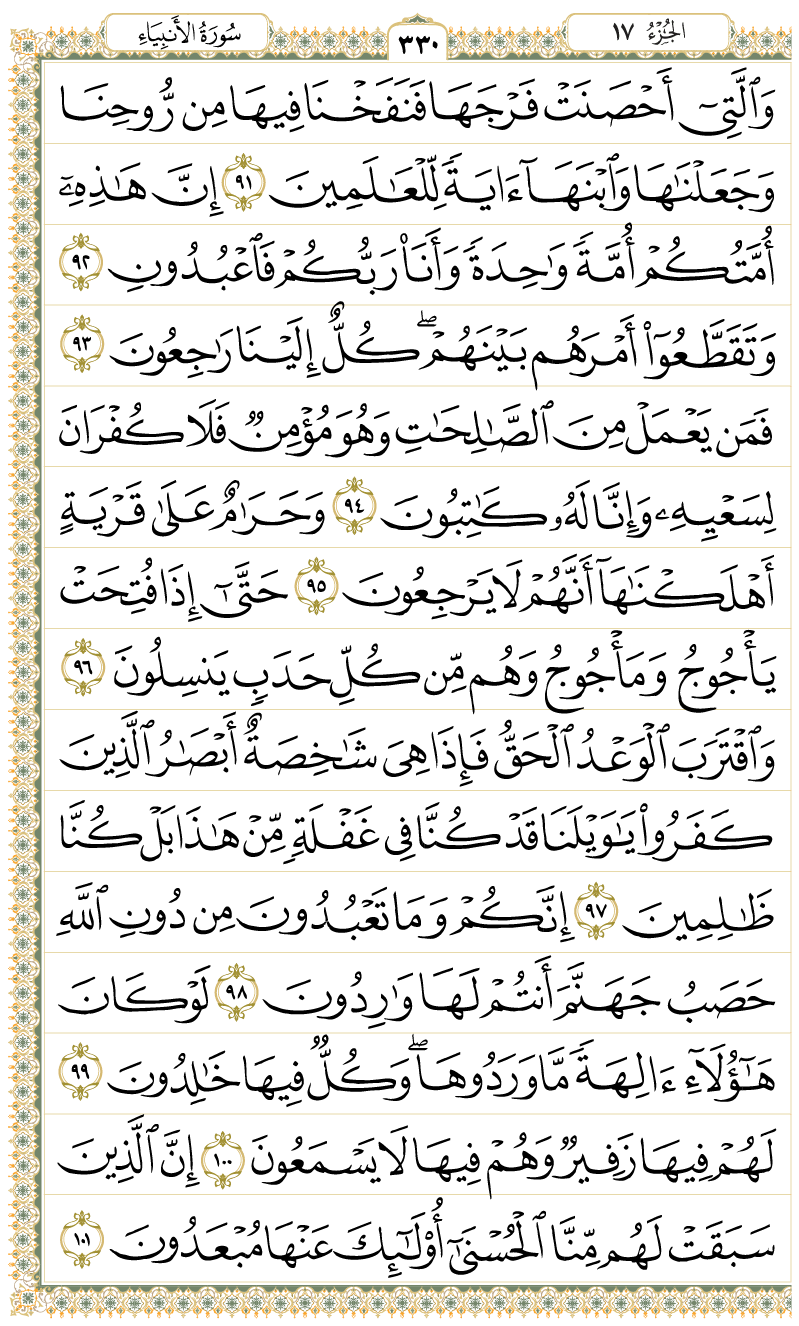 الجُزْءُ ١٧
٣٣٠
سُورَةُ الأَنبِيَاءِ
وَٱلَّتِىٓ أَحْصَنَتْ فَرْجَهَا فَنَفَخْنَا فِيهَا مِن رُّوحِنَا
وَجَعَلْنَٰهَا وَٱبْنَهَآ ءَايَةً لِّلْعَٰلَمِينَ ٩١ إِنَّ هَٰذِهِۦٓ
أُمَّتُكُمْ أُمَّةً وَٰحِدَةً وَأَنَا۠ رَبُّكُمْ فَٱعْبُدُونِ ٩٢
وَتَقَطَّعُوٓا۟ أَمْرَهُم بَيْنَهُمْ ۖ كُلٌّ إِلَيْنَا رَٰجِعُونَ ٩٣
فَمَن يَعْمَلْ مِنَ ٱلصَّٰلِحَٰتِ وَهُوَ مُؤْمِنٌ فَلَا كُفْرَانَ
لِسَعْيِهِۦ وَإِنَّا لَهُۥ كَٰتِبُونَ ٩٤ وَحَرَٰمٌ عَلَىٰ قَرْيَةٍ
أَهْلَكْنَٰهَآ أَنَّهُمْ لَا يَرْجِعُونَ ٩٥ حَتَّىٰٓ إِذَا فُتِحَتْ
يَأْجُوجُ وَمَأْجُوجُ وَهُم مِّن كُلِّ حَدَبٍ يَنسِلُونَ ٩٦
وَٱقْتَرَبَ ٱلْوَعْدُ ٱلْحَقُّ فَإِذَا هِىَ شَٰخِصَةٌ أَبْصَٰرُ ٱلَّذِينَ
كَفَرُوا۟ يَٰوَيْلَنَا قَدْ كُنَّا فِى غَفْلَةٍ مِّنْ هَٰذَا بَلْ كُنَّا
ظَٰلِمِينَ ٩٧ إِنَّكُمْ وَمَا تَعْبُدُونَ مِن دُونِ ٱللَّهِ
حَصَبُ جَهَنَّمَ أَنتُمْ لَهَا وَٰرِدُونَ ٩٨ لَوْ كَانَ
هَٰٓؤُلَآءِ ءَالِهَةً مَّا وَرَدُوهَا ۖ وَكُلٌّ فِيهَا خَٰلِدُونَ ٩٩
لَهُمْ فِيهَا زَفِيرٌ وَهُمْ فِيهَا لَا يَسْمَعُونَ ١٠٠ إِنَّ ٱلَّذِينَ
سَبَقَتْ لَهُم مِّنَّا ٱلْحُسْنَىٰٓ أُو۟لَٰٓئِكَ عَنْهَا مُبْعَدُونَ ١٠١